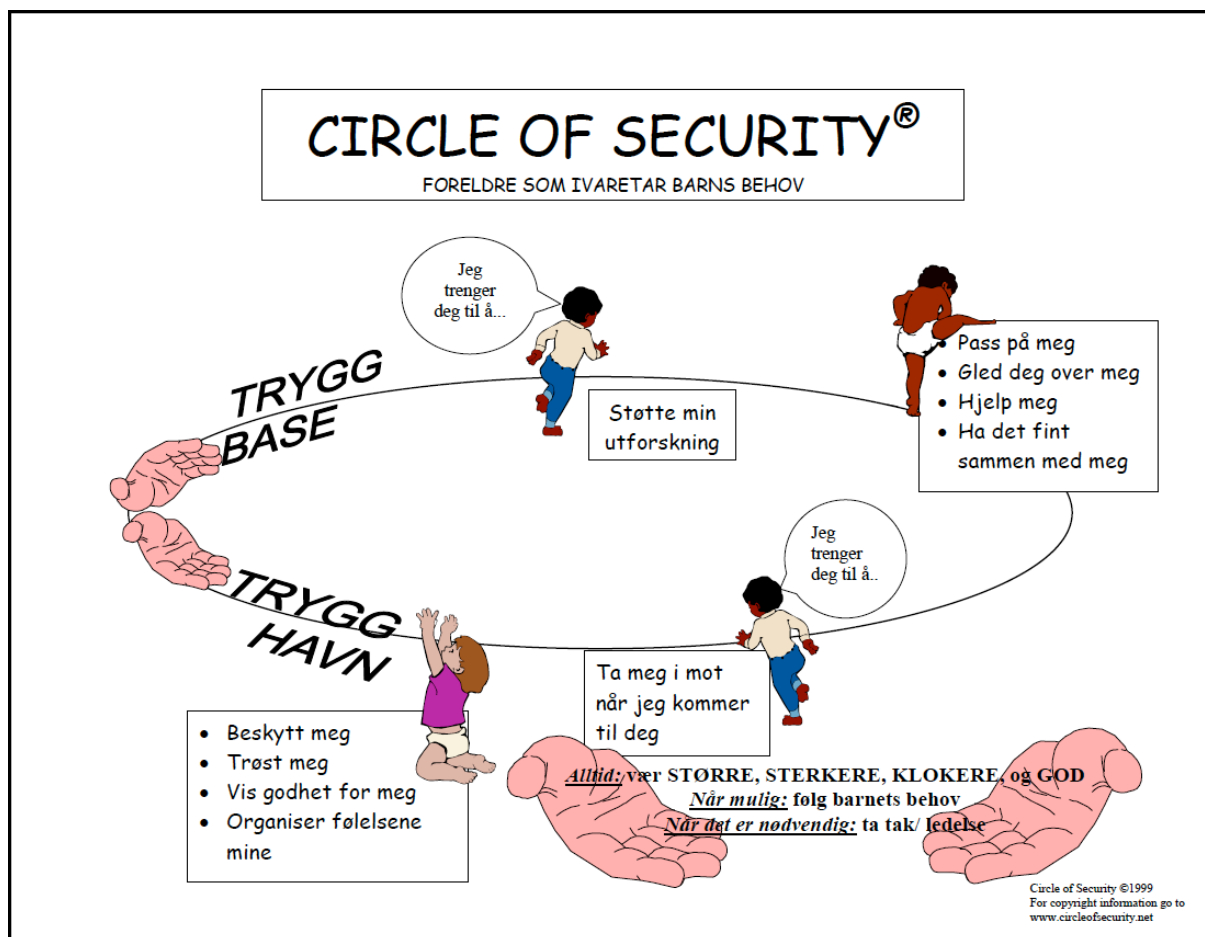 CIRCLE OF SECURITY®
FORELDRE SOM IVARETAR BARNS BEHOV
Jeg
trenger
deg til å...
TRYGG
BASE
Støtte min
utforskning
• Pass på meg
• Gled deg over meg
• Hjelp meg
• Ha det fint
sammen med meg
Jeg
trenger
deg til å..
TRYGG
HAVN
Ta meg i mot
når jeg kommer
til deg
• Beskytt meg
• Trøst meg
• Vis godhet for meg
• Organiser følelsene
mine
Alltid: vær STØRRE, STERKERE, KLOKERE, og GOD
Når mulig: følg barnets behov
Når det er nødvendig: ta tak/ ledelse
Circle of Security ©1999
For copyright information go to
www.circleofsecurity.net